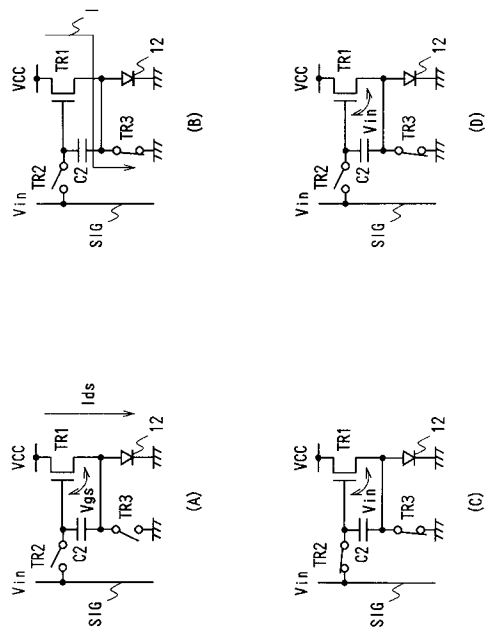 VCC
Vin
TR2
TR1
Ids
Vgs
C2
TR3
12
SIG
(A)
VCC
Vin
TR2
TR1
I
C2
TR3
12
SIG
(B)
VCC
Vin
TR2
TR1
Vin
C2
TR3
12
SIG
(C)
VCC
Vin
TR2
TR1
Vin
C2
TR3
12
SIG
(D)